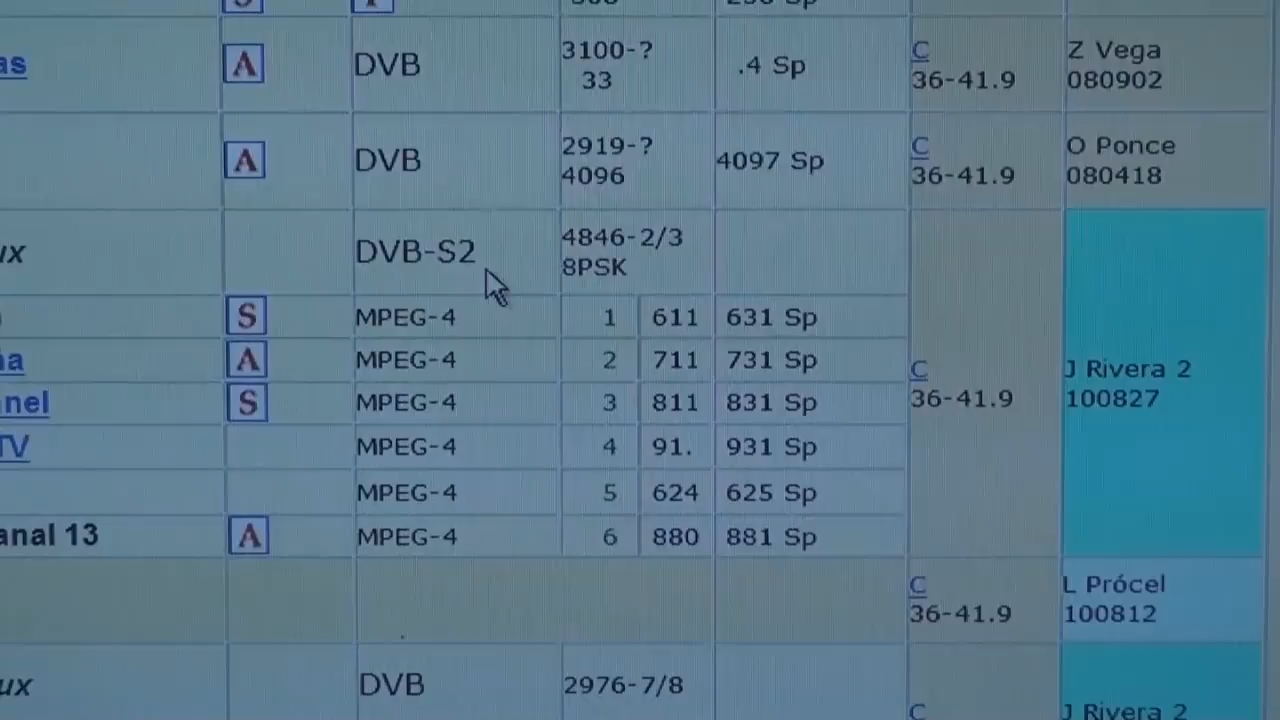 as A DVB 3100-? .4 Sp C Z Vega
33 36-41.9 080902
A DVB 2919-? 4097 Sp C O Ponce
4096 36-41.9 080418
ux DVB-S2 4846-2/3
8PSK
S MPEG-4 1 611 631 Sp
ña A MPEG-4 2 711 731 Sp C J Rivera 2
nnel S MPEG-4 3 811 831 Sp 36-41.9 100827
TV MPEG-4 4 91. 931 Sp
MPEG-4 5 624 625 Sp
anal 13 A MPEG-4 6 880 881 Sp
C L Prócel
36-41.9 100812
ux DVB 2976-7/8
C J Rivera 2